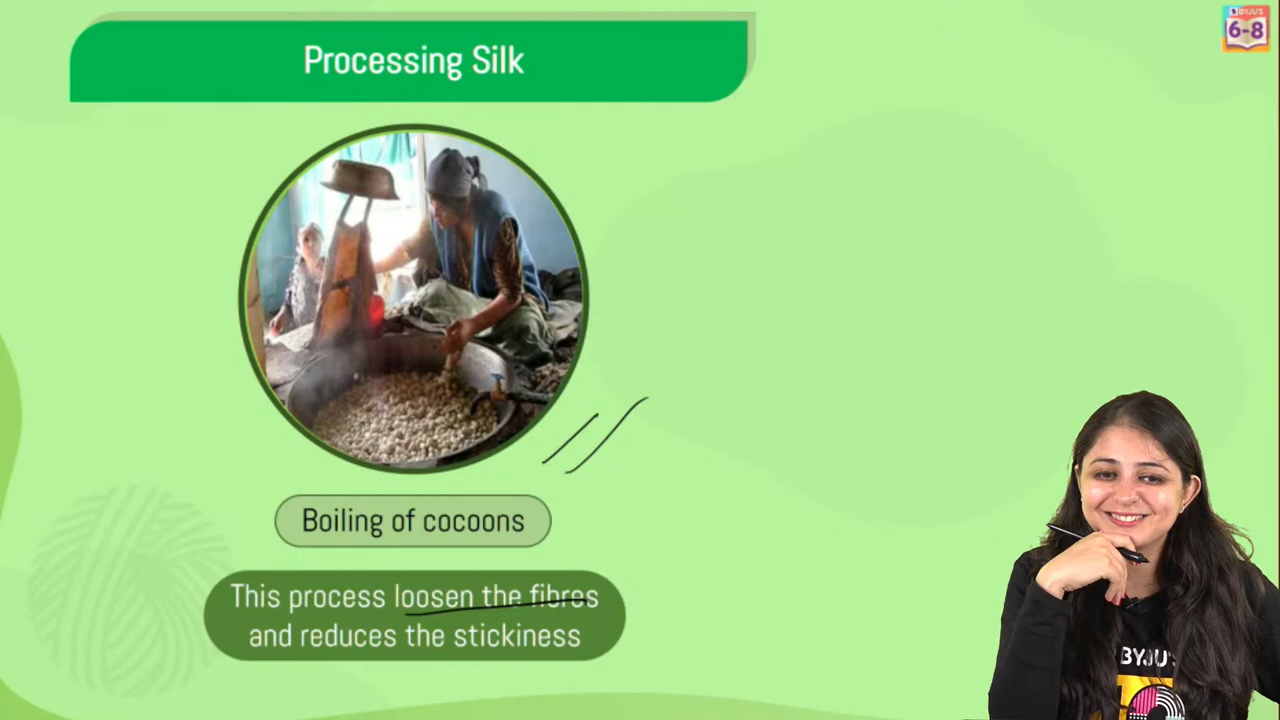 Processing Silk
BYJU'S
6-8
Boiling of cocoons
This process loosen the fibres
and reduces the stickiness
BYJU'S